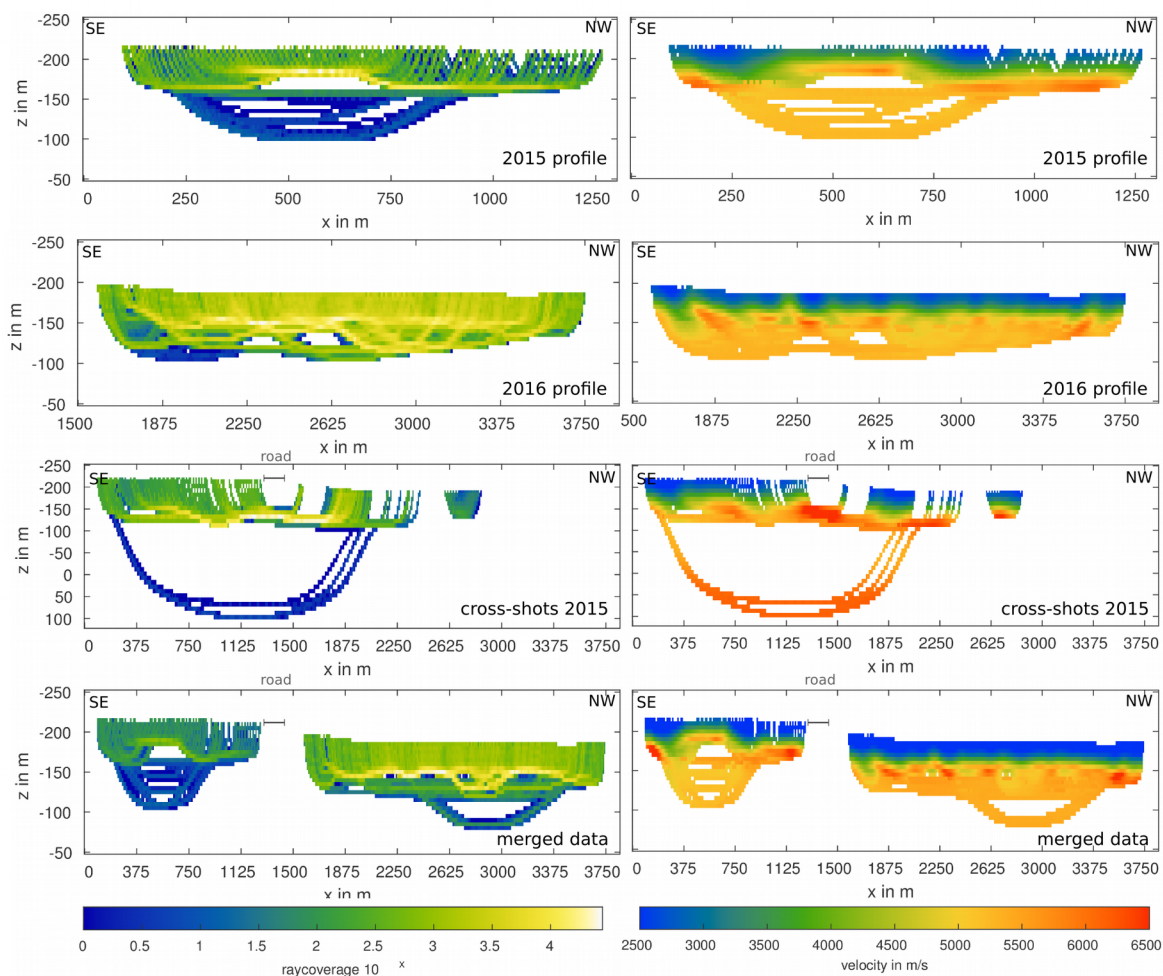 -250
SE
NW
-200
-150
-100
-50
z in m
2015 profile
0 250 500 750 1000 1250
x in m
SE
NW
2015 profile
0 250 500 750 1000 1250
x in m
-250
SE
NW
-200
-150
-100
-50
z in m
2016 profile
1500 1875 2250 2625 3000 3375 3750
x in m
SE
NW
2016 profile
500 1875 2250 2625 3000 3375 3750
x in m
road
-250
SE
NW
-200
-150
-100
-50
0
50
100
z in m
cross-shots 2015
0 375 750 1125 1500 1875 2250 2625 3000 3375 3750
x in m
road
SE
NW
cross-shots 2015
0 375 750 1125 1500 1875 2250 2625 3000 3375 3750
x in m
road
-250
SE
NW
-200
-150
-100
-50
z in m
merged data
0 375 750 1125 1500 1875 2250 2625 3000 3375 3750
x in m
road
SE
NW
merged data
0 375 750 1125 1500 1875 2250 2625 3000 3375 3750
x in m
0 0.5 1 1.5 2 2.5 3 3.5 4
raycoverage 10 x
2500 3000 3500 4000 4500 5000 5500 6000 6500
velocity in m/s